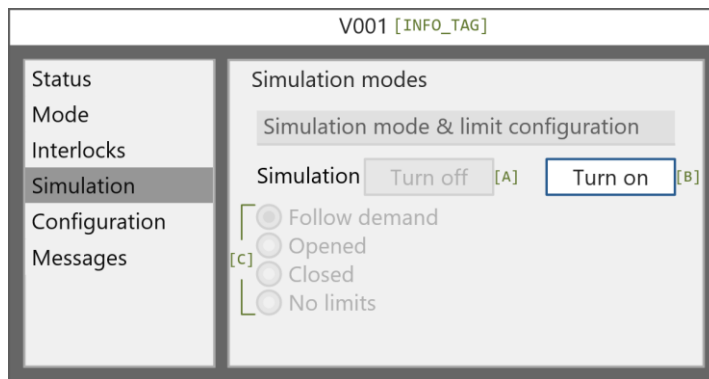 V001 [INFO_TAG]
Status
Mode
Interlocks
Simulation
Configuration
Messages
Simulation modes
Simulation mode & limit configuration
Simulation Turn off [A] Turn on [B]
[C]
Follow demand
Opened
Closed
No limits